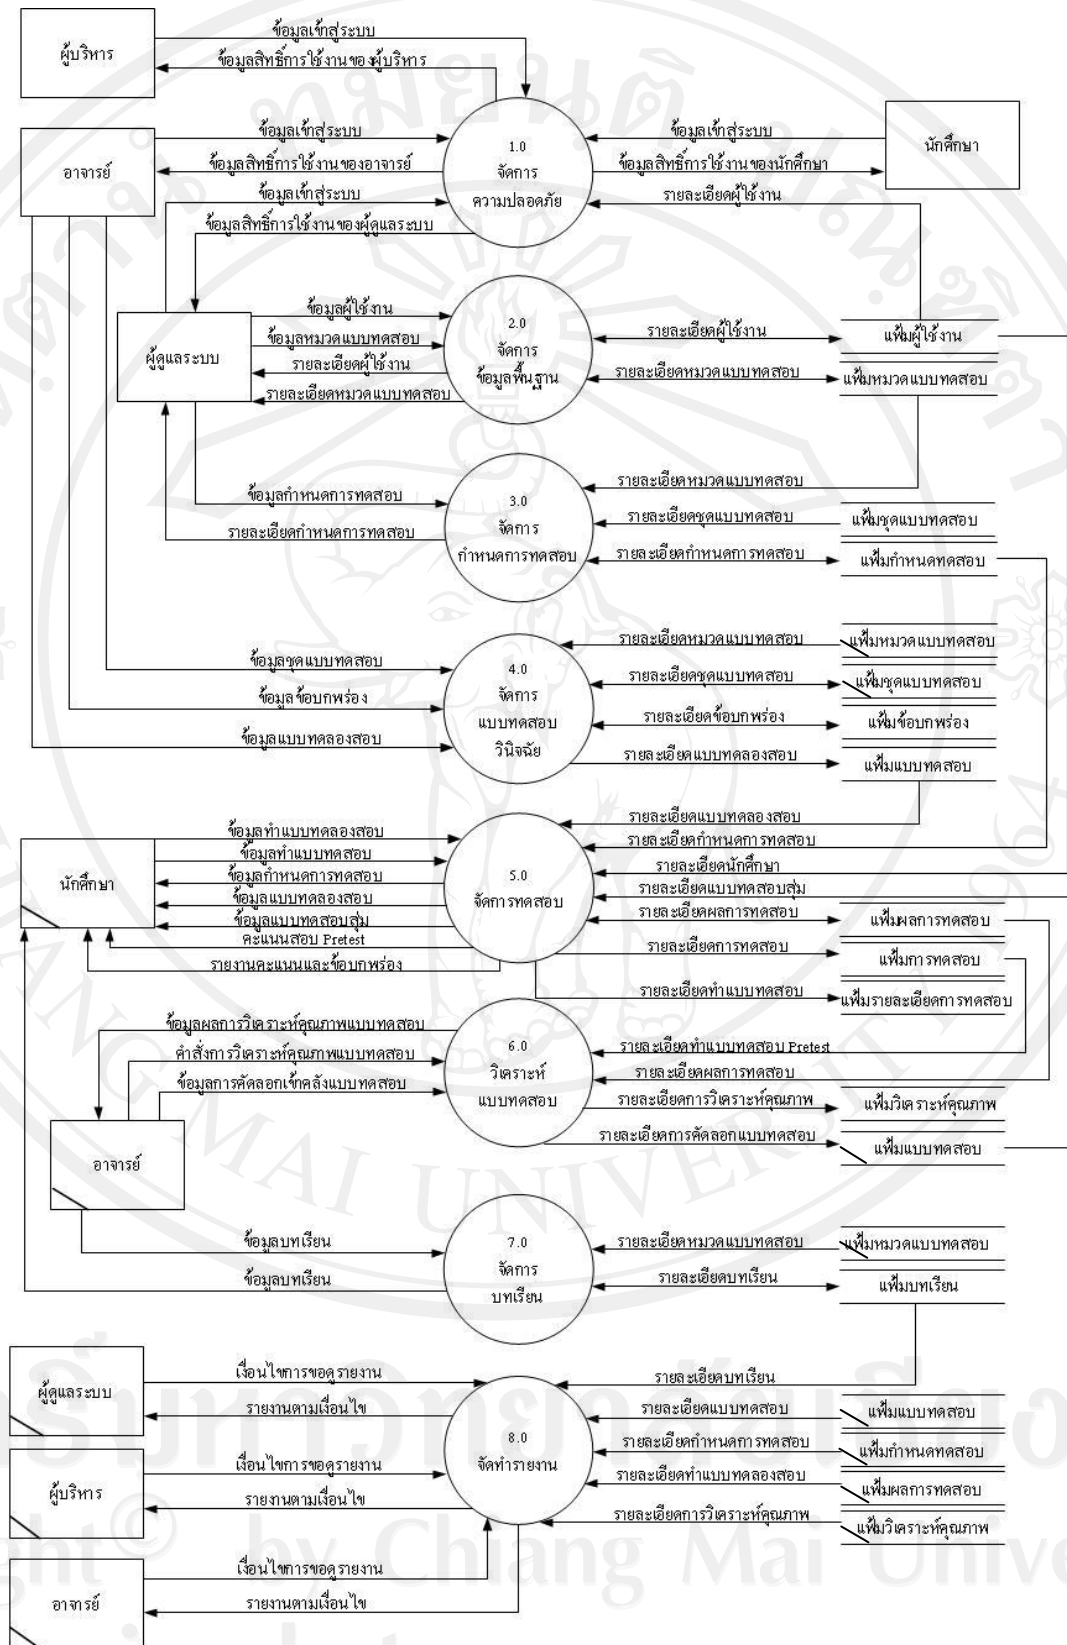 ผู้บริหาร
ข้อมูลเข้าสู่ระบบ
ข้อมูลสิทธิ์การใช้งานของผู้บริหาร
อาจารย์
ข้อมูลเข้าสู่ระบบ
ข้อมูลสิทธิ์การใช้งานของอาจารย์
ข้อมูลเข้าสู่ระบบ
ข้อมูลสิทธิ์การใช้งานของผู้ดูแลระบบ
1.0
จัดการ
ความปลอดภัย
ข้อมูลเข้าสู่ระบบ
ข้อมูลสิทธิ์การใช้งานของนักศึกษา
รายละเอียดผู้ใช้งาน
นักศึกษา
ผู้ดูแลระบบ
ข้อมูลผู้ใช้งาน
ข้อมูลหมวดแบบทดสอบ
รายละเอียดผู้ใช้งาน
รายละเอียดหมวดแบบทดสอบ
2.0
จัดการ
ข้อมูลพื้นฐาน
รายละเอียดผู้ใช้งาน
รายละเอียดหมวดแบบทดสอบ
แฟ้มผู้ใช้งาน
แฟ้มหมวดแบบทดสอบ
ข้อมูลกำหนดการทดสอบ
รายละเอียดกำหนดการทดสอบ
3.0
จัดการ
กำหนดการทดสอบ
รายละเอียดหมวดแบบทดสอบ
รายละเอียดชุดแบบทดสอบ
รายละเอียดกำหนดการทดสอบ
แฟ้มชุดแบบทดสอบ
แฟ้มกำหนดทดสอบ
ข้อมูลชุดแบบทดสอบ
ข้อมูลข้อบกพร่อง
ข้อมูลแบบทดลองสอบ
4.0
จัดการ
แบบทดสอบ
วินิจฉัย
รายละเอียดหมวดแบบทดสอบ
รายละเอียดชุดแบบทดสอบ
รายละเอียดข้อบกพร่อง
รายละเอียดแบบทดลองสอบ
แฟ้มหมวดแบบทดสอบ
แฟ้มชุดแบบทดสอบ
แฟ้มข้อบกพร่อง
แฟ้มแบบทดสอบ
นักศึกษา
ข้อมูลทำแบบทดลองสอบ
ข้อมูลทำแบบทดสอบ
ข้อมูลกำหนดการทดสอบ
ข้อมูลแบบทดลองสอบ
ข้อมูลแบบทดสอบสุ่ม
คะแนนสอบ Pretest
รายงานคะแนนและข้อบกพร่อง
5.0
จัดการทดสอบ
รายละเอียดแบบทดลองสอบ
รายละเอียดกำหนดการทดสอบ
รายละเอียดนักศึกษา
รายละเอียดแบบทดสอบสุ่ม
รายละเอียดผลการทดสอบ
รายละเอียดการทดสอบ
รายละเอียดทำแบบทดสอบ
แฟ้มผลการทดสอบ
แฟ้มการทดสอบ
แฟ้มรายละเอียดการทดสอบ
ข้อมูลผลการวิเคราะห์คุณภาพแบบทดสอบ
คำสั่งการวิเคราะห์คุณภาพแบบทดสอบ
ข้อมูลการคัดลอกเข้าคลังแบบทดสอบ
6.0
วิเคราะห์
แบบทดสอบ
รายละเอียดทำแบบทดสอบ Pretest
รายละเอียดผลการทดสอบ
รายละเอียดการวิเคราะห์คุณภาพ
รายละเอียดการคัดลอกแบบทดสอบ
แฟ้มวิเคราะห์คุณภาพ
แฟ้มแบบทดสอบ
อาจารย์
ข้อมูลบทเรียน
ข้อมูลบทเรียน
7.0
จัดการ
บทเรียน
รายละเอียดหมวดแบบทดสอบ
รายละเอียดบทเรียน
แฟ้มหมวดแบบทดสอบ
แฟ้มบทเรียน
ผู้ดูแลระบบ
เงื่อนไขการขอดูรายงาน
รายงานตามเงื่อนไข
ผู้บริหาร
เงื่อนไขการขอดูรายงาน
รายงานตามเงื่อนไข
อาจารย์
เงื่อนไขการขอดูรายงาน
รายงานตามเงื่อนไข
8.0
จัดทำรายงาน
รายละเอียดบทเรียน
รายละเอียดแบบทดสอบ
รายละเอียดกำหนดการทดสอบ
รายละเอียดทำแบบทดลองสอบ
รายละเอียดการวิเคราะห์คุณภาพ
แฟ้มแบบทดสอบ
แฟ้มกำหนดทดสอบ
แฟ้มผลการทดสอบ
แฟ้มวิเคราะห์คุณภาพ
MAI UNIVERSITY 1964
by Chiang Mai